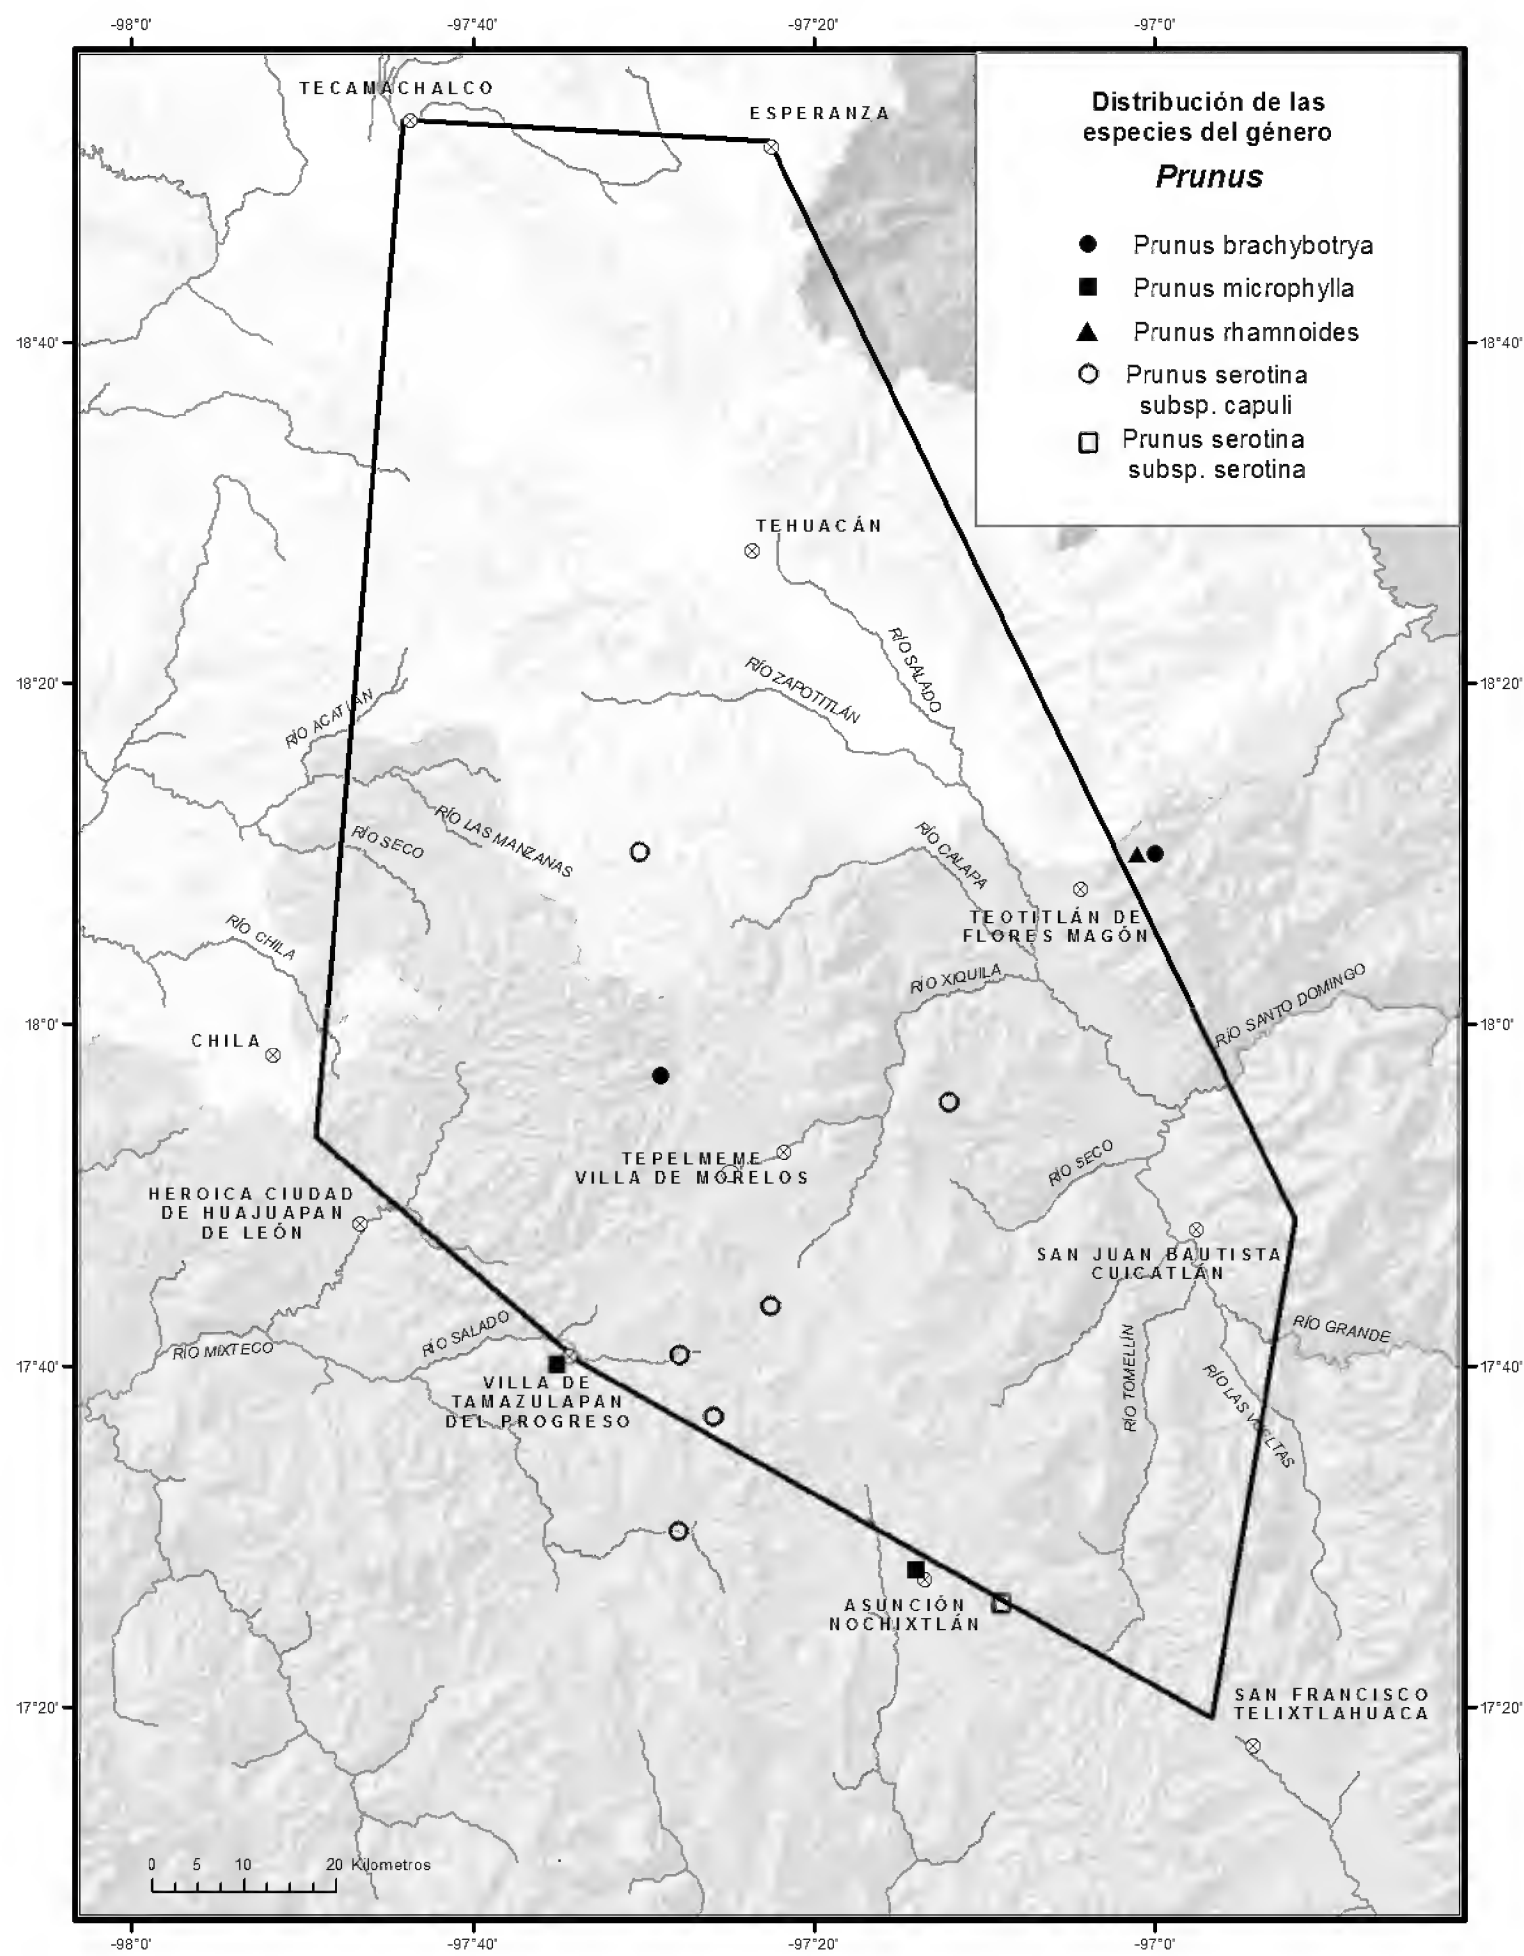 -98°0'
-97°40'
-97°20'
-97°0'
TECAMACHALCO
ESPERANZA
Distribución de las
especies del género
Prunus
Prunus brachybotrya
Prunus microphylla
Prunus rhamnoides
Prunus serotina
subsp. capuli
Prunus serotina
subsp. serotina
18°40'
18°40'
TEHUACÁN
RÍO SALADO
RÍO ZAPOTITLÁN
18°20'
18°20'
RÍO ACATLAN
RÍO LAS MANZANAS
RÍO SECO
RÍO CALAPA
TEOTITLÁN DE
FLORES MAGÓN
RÍO CHILA
RÍO XIQUILA
RÍO SANTO DOMINGO
18°0'
18°0'
CHILA
TEPELMEME
VILLA DE MORELOS
RÍO SECO
HEROICA CIUDAD
DE HUAJUAPAN
DE LEÓN
SAN JUAN BAUTISTA
CUICATLÁN
RÍO SALADO
RÍO MIXTECO
RÍO GRANDE
17°40'
17°40'
RÍO TOMELLÍN
RÍO LAS VUELTAS
VILLA DE
TAMAZULAPAN
DEL PROGRESO
ASUNCIÓN
NOCHIXTLÁN
17°20'
17°20'
SAN FRANCISCO
TELIXTLAHUACA
0 5 10 20 Kilometros
-98°0'
-97°40'
-97°20'
-97°0'